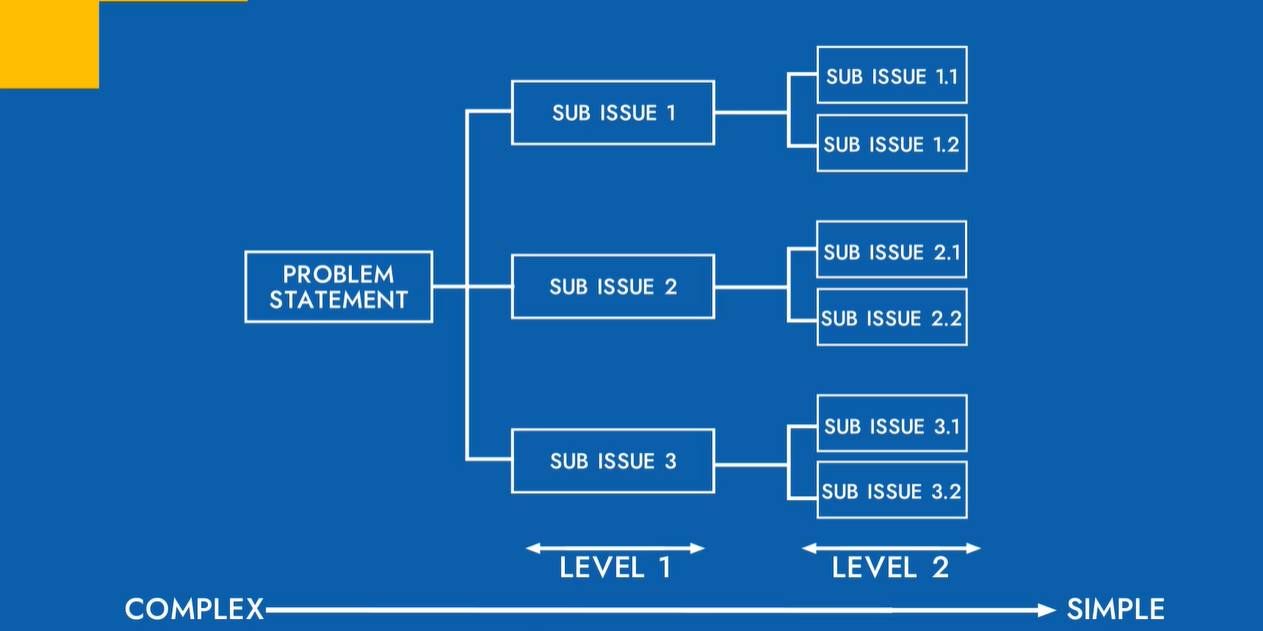 SUB ISSUE 1.1
SUB ISSUE 1
SUB ISSUE 1.2
SUB ISSUE 2.1
PROBLEM
STATEMENT
SUB ISSUE 2
SUB ISSUE 2.2
SUB ISSUE 3.1
SUB ISSUE 3
SUB ISSUE 3.2
LEVEL 1
LEVEL 2
COMPLEX
SIMPLE